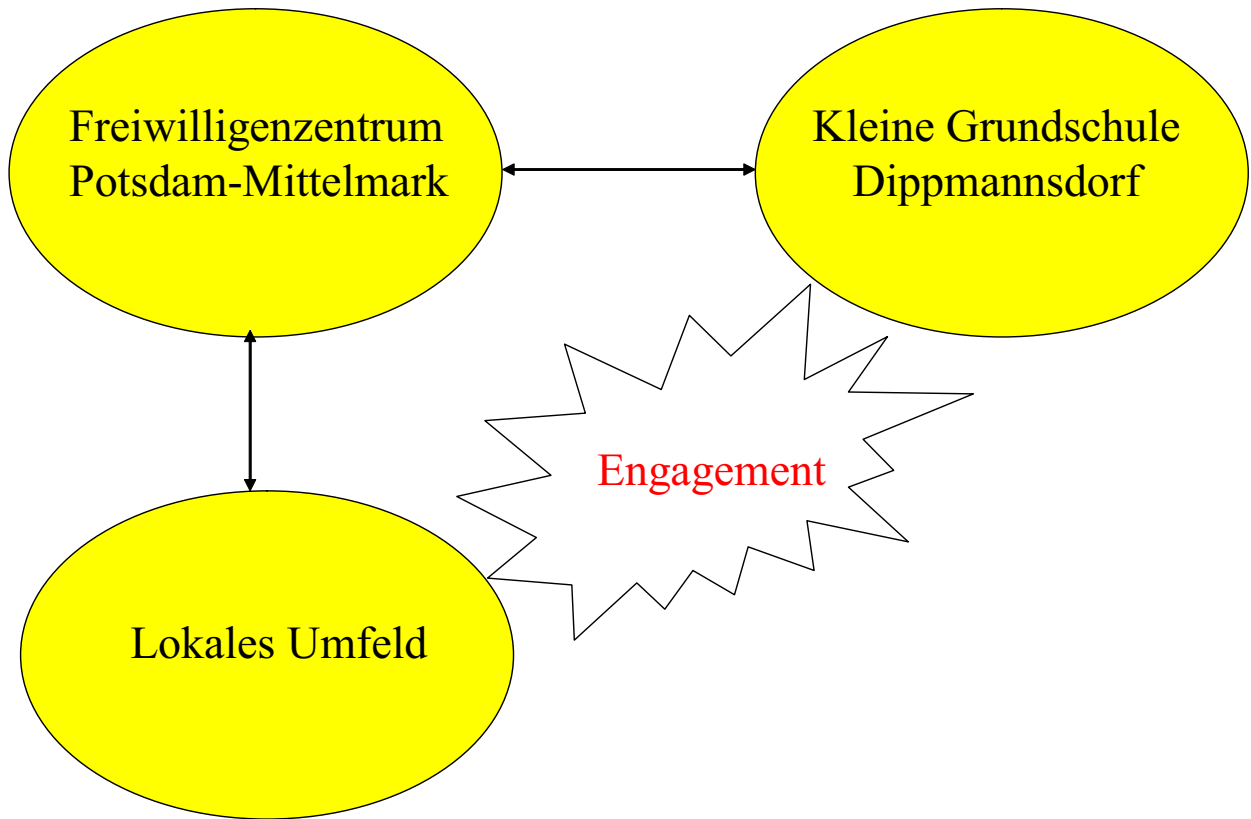 Freiwilligenzentrum
Potsdam-Mittelmark
Kleine Grundschule
Dippmannsdorf
Engagement
Lokales Umfeld